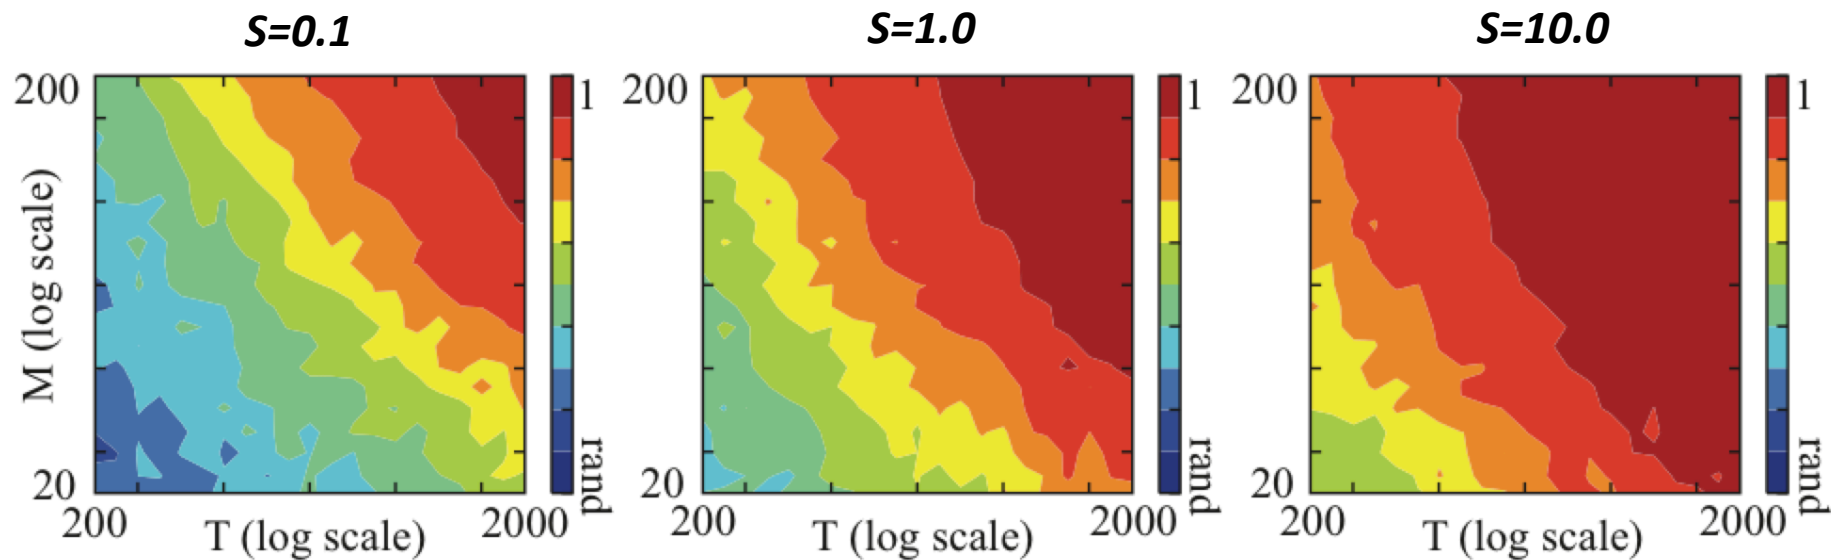 S=0.1 S=1.0 S=10.0
200 1 200 1 200 1
M (log scale)
20 rand 20 rand 20 rand
200 2000 200 2000 200 2000
T (log scale) T (log scale) T (log scale)